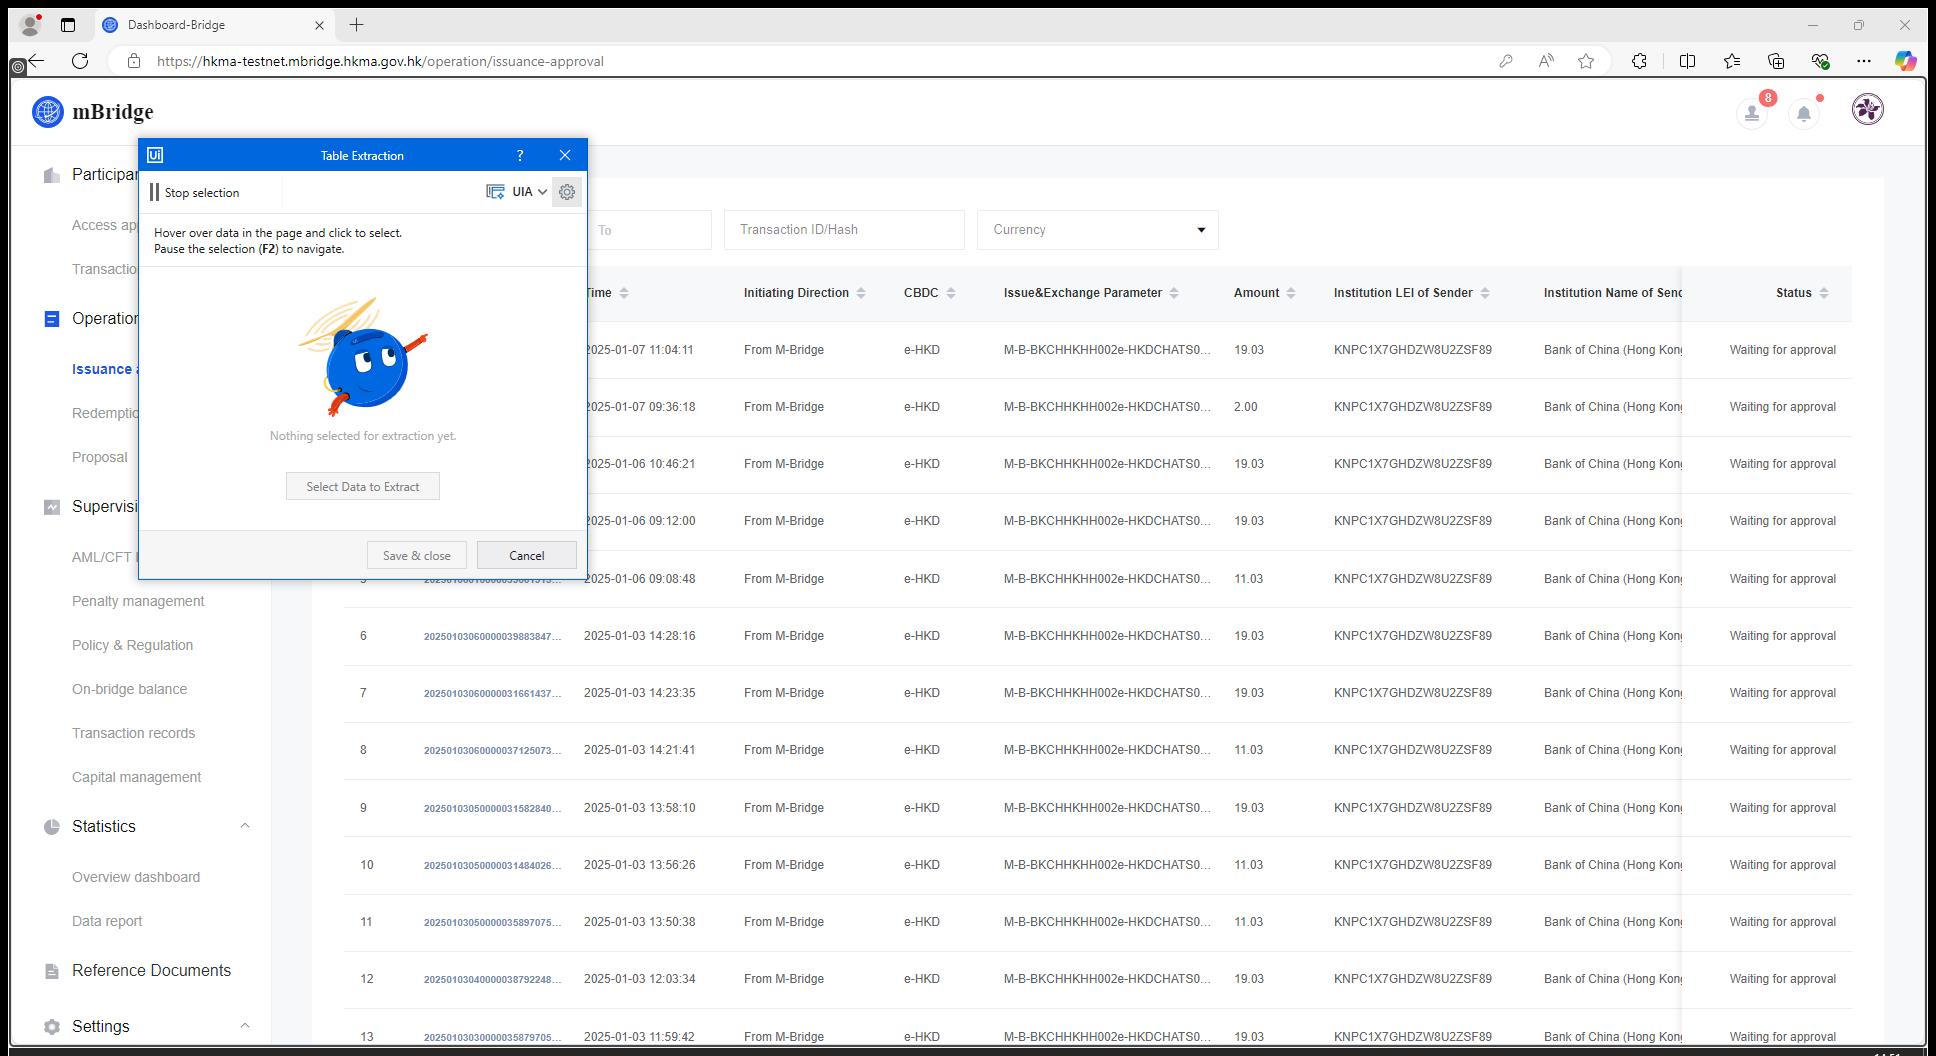 Dashboard-Bridge
https://hkma-testnet.mbridge.hkma.gov.hk/operation/issuance-approval
mBridge
8
Ui Table Extraction ?
Stop selection UIA
Hover over data in the page and click to select.
Pause the selection (F2) to navigate.
Nothing selected for extraction yet.
Select Data to Extract
Save & close Cancel
Participan
Access ap
Transactio
Operation
Issuance a
Redemptio
Proposal
Supervisi
AML/CFT
Penalty management
Policy & Regulation
On-bridge balance
Transaction records
Capital management
Statistics
Overview dashboard
Data report
Reference Documents
Settings
To Transaction ID/Hash Currency
Time Initiating Direction CBDC Issue&Exchange Parameter Amount Institution LEI of Sender Institution Name of Send Status
2025-01-07 11:04:11 From M-Bridge e-HKD M-B-BKCHHKHH002e-HKDCHATS0... 19.03 KNPC1X7GHDZW8U2ZSF89 Bank of China (Hong Kong Waiting for approval
2025-01-07 09:36:18 From M-Bridge e-HKD M-B-BKCHHKHH002e-HKDCHATS0... 2.00 KNPC1X7GHDZW8U2ZSF89 Bank of China (Hong Kong Waiting for approval
2025-01-06 10:46:21 From M-Bridge e-HKD M-B-BKCHHKHH002e-HKDCHATS0... 19.03 KNPC1X7GHDZW8U2ZSF89 Bank of China (Hong Kong Waiting for approval
2025-01-06 09:12:00 From M-Bridge e-HKD M-B-BKCHHKHH002e-HKDCHATS0... 19.03 KNPC1X7GHDZW8U2ZSF89 Bank of China (Hong Kong Waiting for approval
2025-01-06 09:08:48 From M-Bridge e-HKD M-B-BKCHHKHH002e-HKDCHATS0... 11.03 KNPC1X7GHDZW8U2ZSF89 Bank of China (Hong Kong Waiting for approval
6 2025010306000003988​3847... 2025-01-03 14:28:16 From M-Bridge e-HKD M-B-BKCHHKHH002e-HKDCHATS0... 19.03 KNPC1X7GHDZW8U2ZSF89 Bank of China (Hong Kong Waiting for approval
7 20250103060000031661437... 2025-01-03 14:23:35 From M-Bridge e-HKD M-B-BKCHHKHH002e-HKDCHATS0... 19.03 KNPC1X7GHDZW8U2ZSF89 Bank of China (Hong Kong Waiting for approval
8 20250103060000037125073... 2025-01-03 14:21:41 From M-Bridge e-HKD M-B-BKCHHKHH002e-HKDCHATS0... 11.03 KNPC1X7GHDZW8U2ZSF89 Bank of China (Hong Kong Waiting for approval
9 20250103050000031582840... 2025-01-03 13:58:10 From M-Bridge e-HKD M-B-BKCHHKHH002e-HKDCHATS0... 19.03 KNPC1X7GHDZW8U2ZSF89 Bank of China (Hong Kong Waiting for approval
10 20250103050000031484026... 2025-01-03 13:56:26 From M-Bridge e-HKD M-B-BKCHHKHH002e-HKDCHATS0... 11.03 KNPC1X7GHDZW8U2ZSF89 Bank of China (Hong Kong Waiting for approval
11 20250103050000035897075... 2025-01-03 13:50:38 From M-Bridge e-HKD M-B-BKCHHKHH002e-HKDCHATS0... 11.03 KNPC1X7GHDZW8U2ZSF89 Bank of China (Hong Kong Waiting for approval
12 20250103040000038792248... 2025-01-03 12:03:34 From M-Bridge e-HKD M-B-BKCHHKHH002e-HKDCHATS0... 19.03 KNPC1X7GHDZW8U2ZSF89 Bank of China (Hong Kong Waiting for approval
13 20250103030000035879705... 2025-01-03 11:59:42 From M-Bridge e-HKD M-B-BKCHHKHH002e-HKDCHATS0... 19.03 KNPC1X7GHDZW8U2ZSF89 Bank of China (Hong Kong Waiting for approval